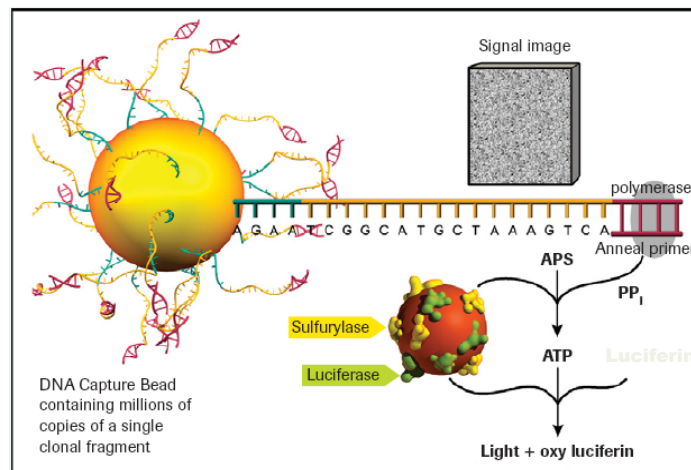 Signal image
polymerase
A G A A T C G G C A T G C T A A A G T C A
Anneal primer
APS
PPI
Sulfurylase
ATP
Luciferin
Luciferase
DNA Capture Bead
containing millions of
copies of a single
clonal fragment
Light + oxy luciferin